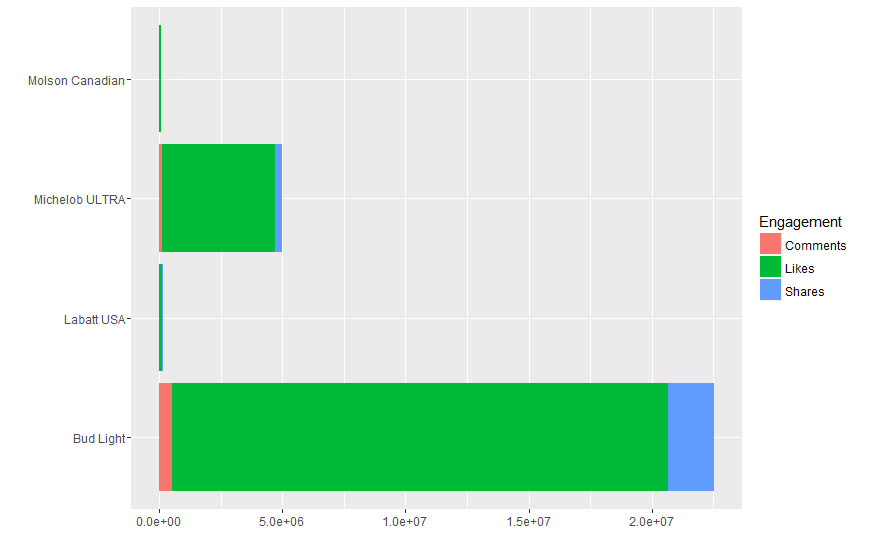 Molson Canadian
Michelob ULTRA
Labatt USA
Bud Light
0.0e+00 5.0e+06 1.0e+07 1.5e+07 2.0e+07
Engagement
Comments
Likes
Shares